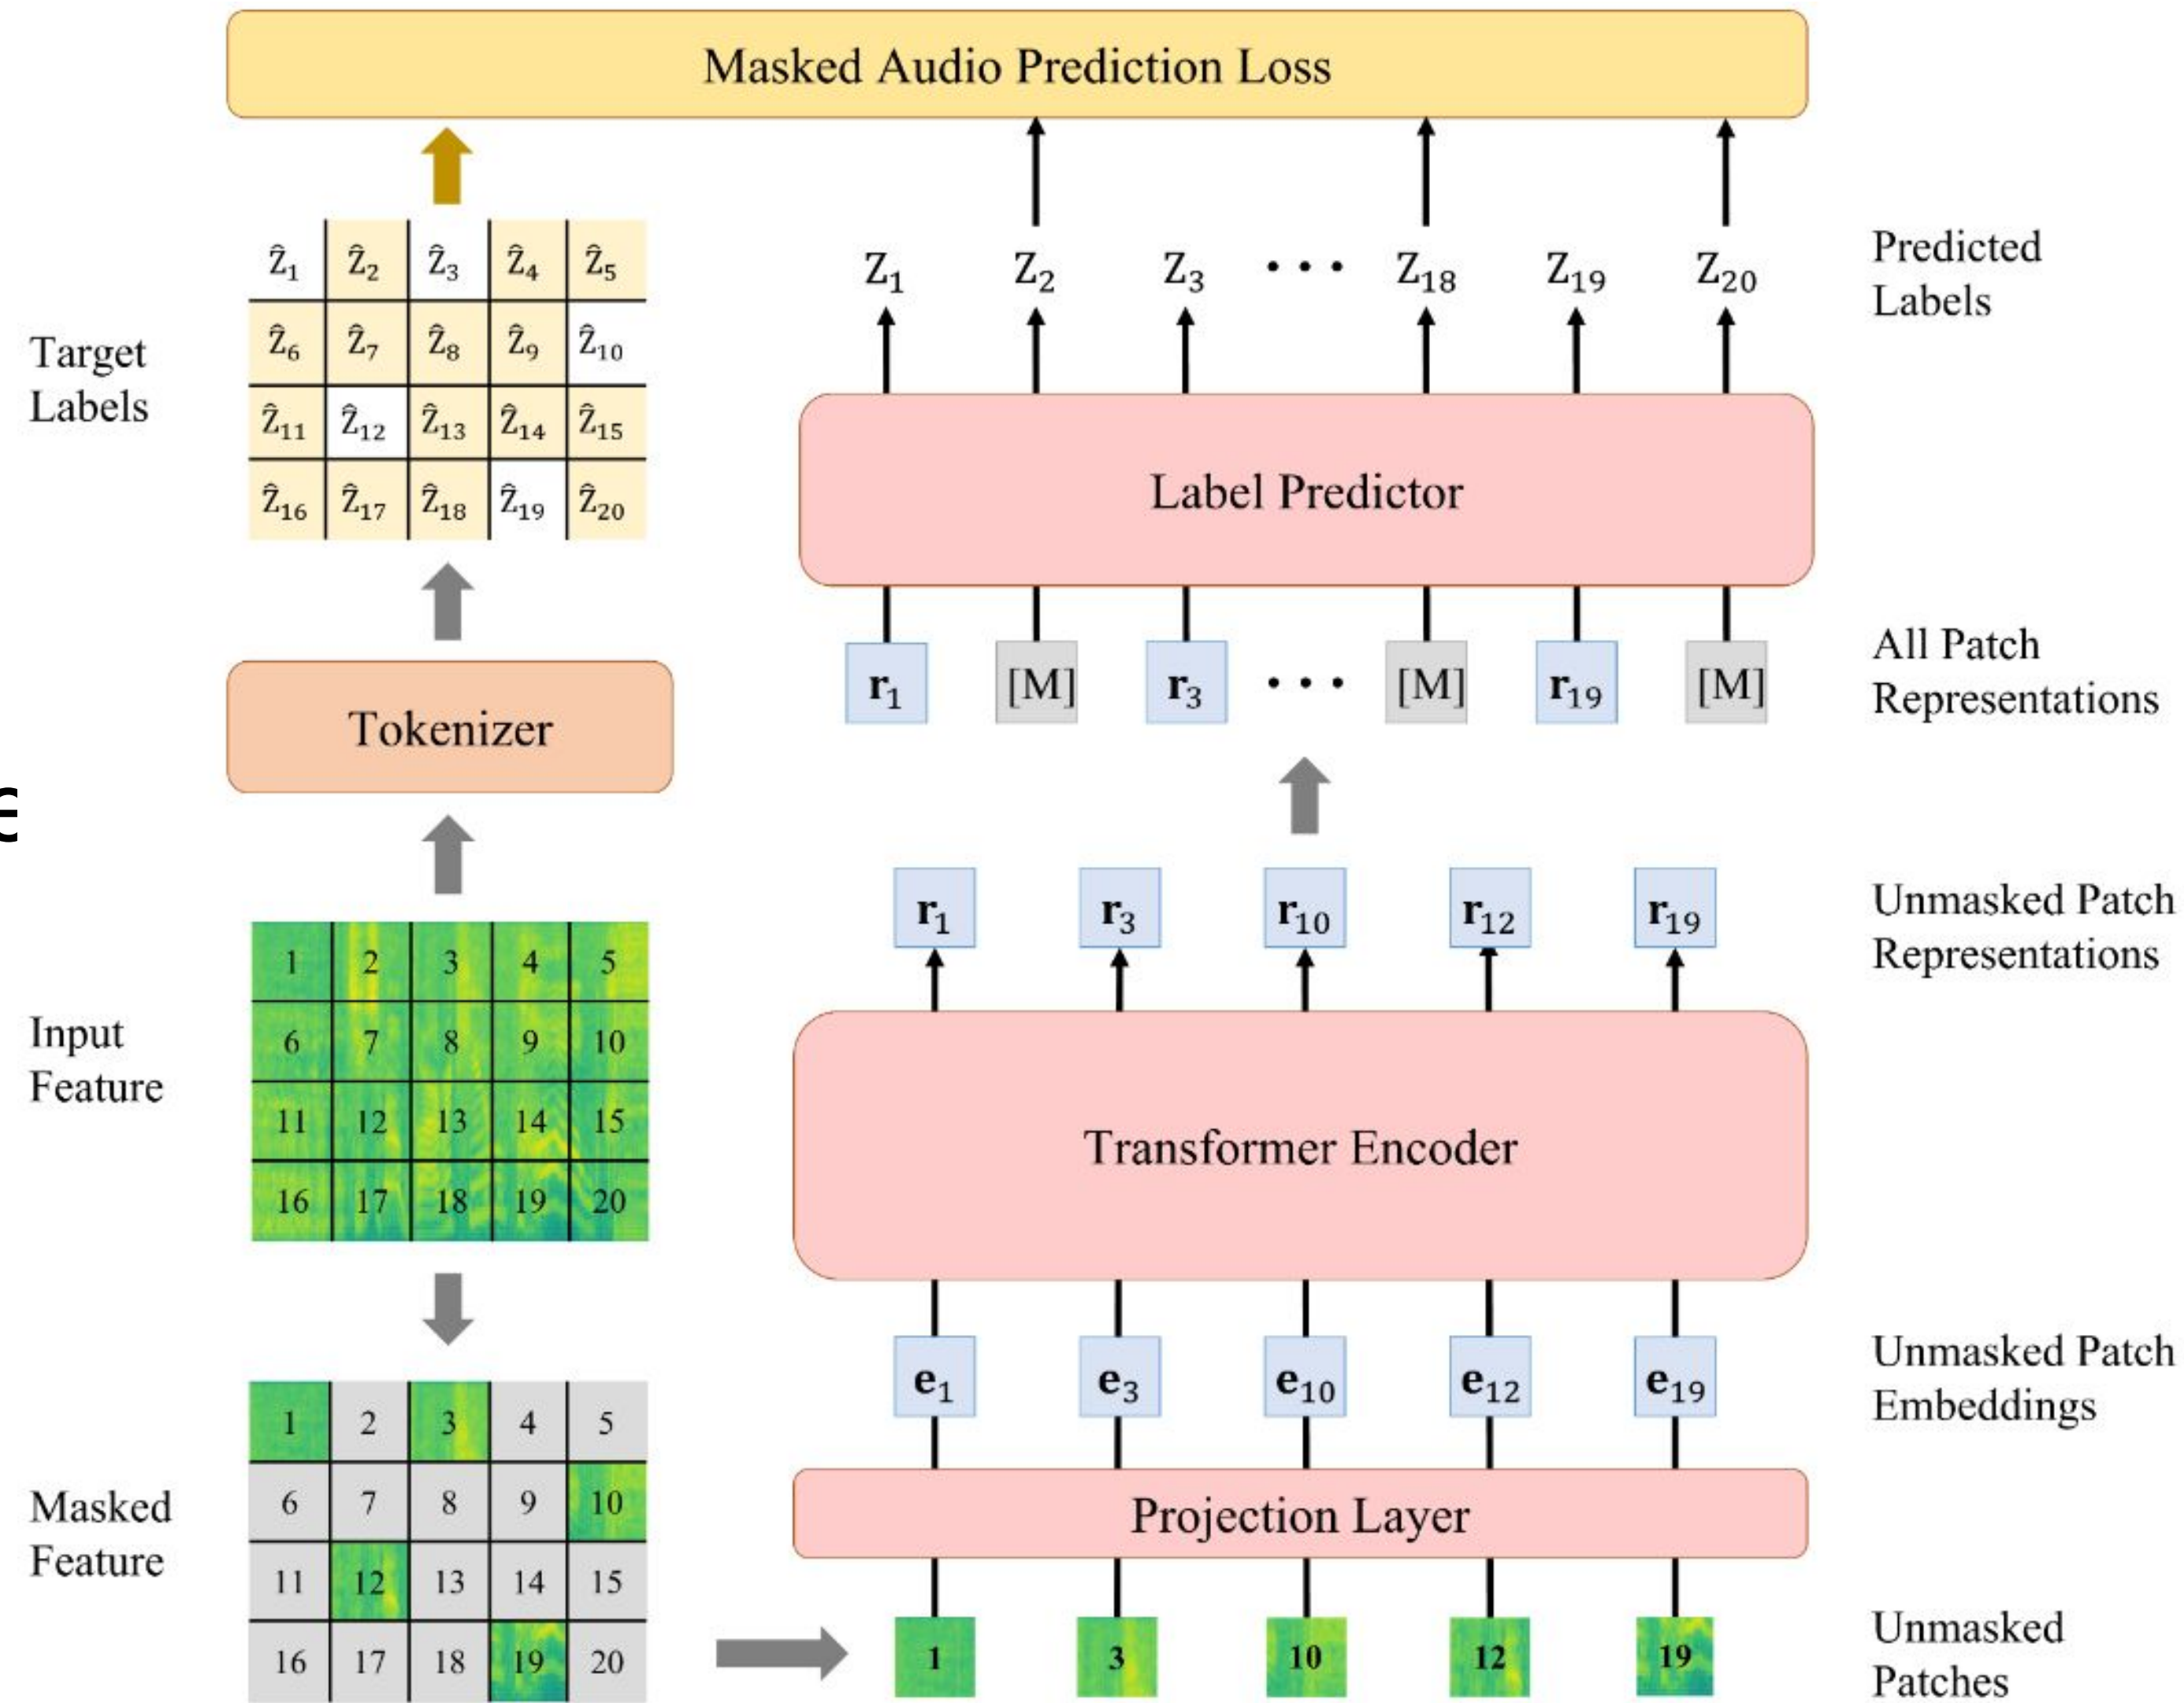 Masked Audio Prediction Loss
Target
Labels
Ẑ1 Ẑ2 Ẑ3 Ẑ4 Ẑ5
Ẑ6 Ẑ7 Ẑ8 Ẑ9 Ẑ10
Ẑ11 Ẑ12 Ẑ13 Ẑ14 Ẑ15
Ẑ16 Ẑ17 Ẑ18 Ẑ19 Ẑ20
Z1 Z2 Z3 ··· Z18 Z19 Z20
Predicted
Labels
Label Predictor
r1 [M] r3 ··· [M] r19 [M]
All Patch
Representations
Tokenizer
r1 r3 r10 r12 r19
Unmasked Patch
Representations
Input
Feature
1 2 3 4 5
6 7 8 9 10
11 12 13 14 15
16 17 18 19 20
Transformer Encoder
e1 e3 e10 e12 e19
Unmasked Patch
Embeddings
Masked
Feature
1 2 3 4 5
6 7 8 9 10
11 12 13 14 15
16 17 18 19 20
Projection Layer
1 3 10 12 19
Unmasked
Patches